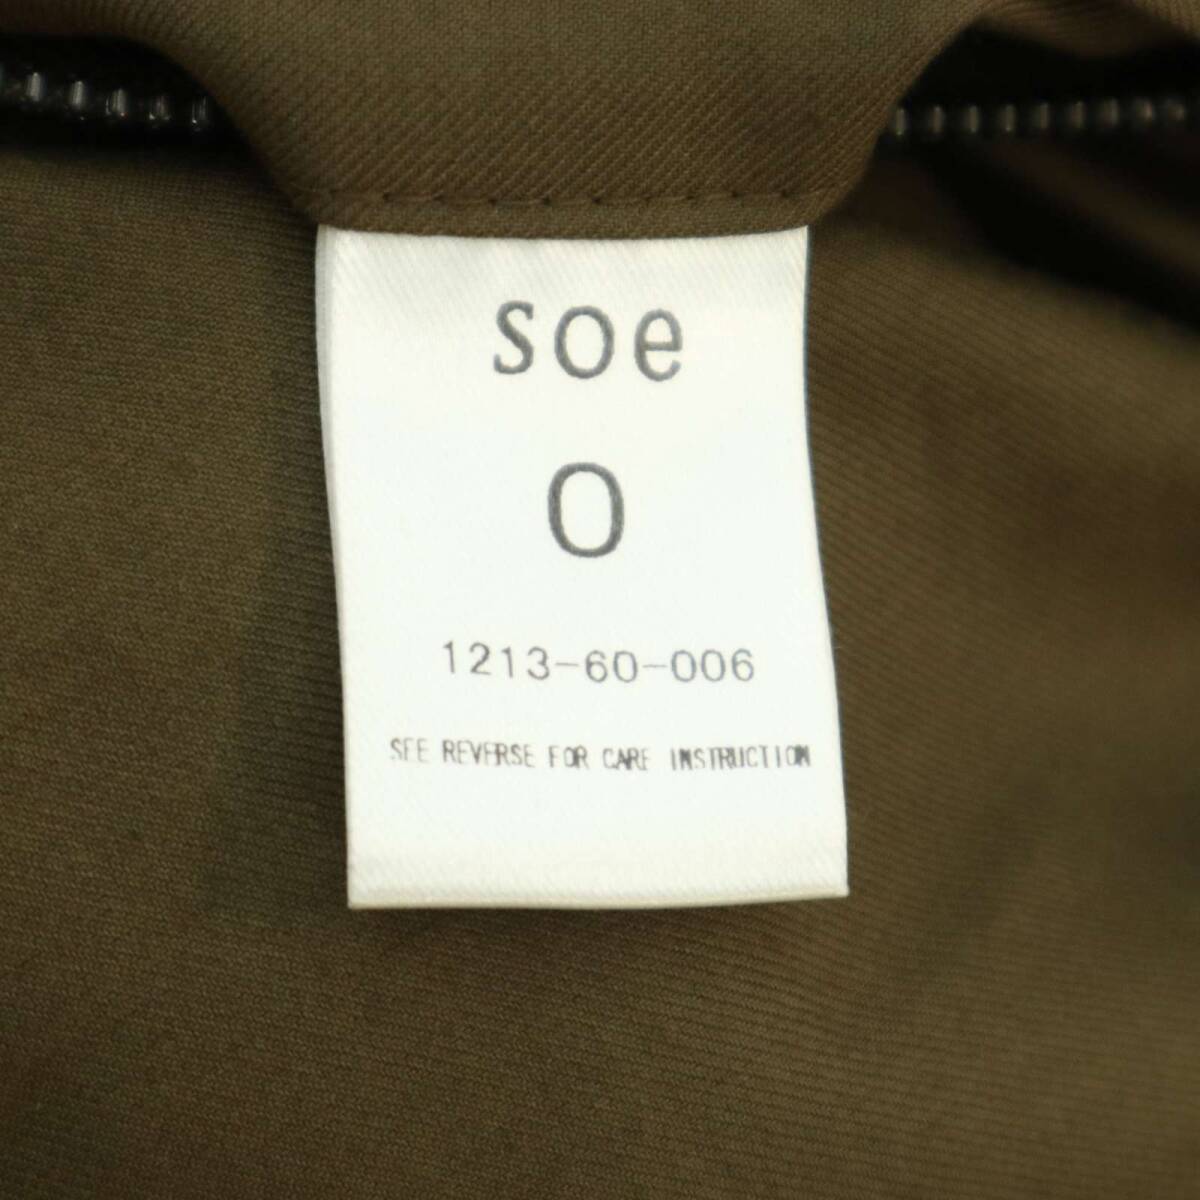 soe
0
1213-60-006
SEE REVERSE FOR CARE INSTRUCTION